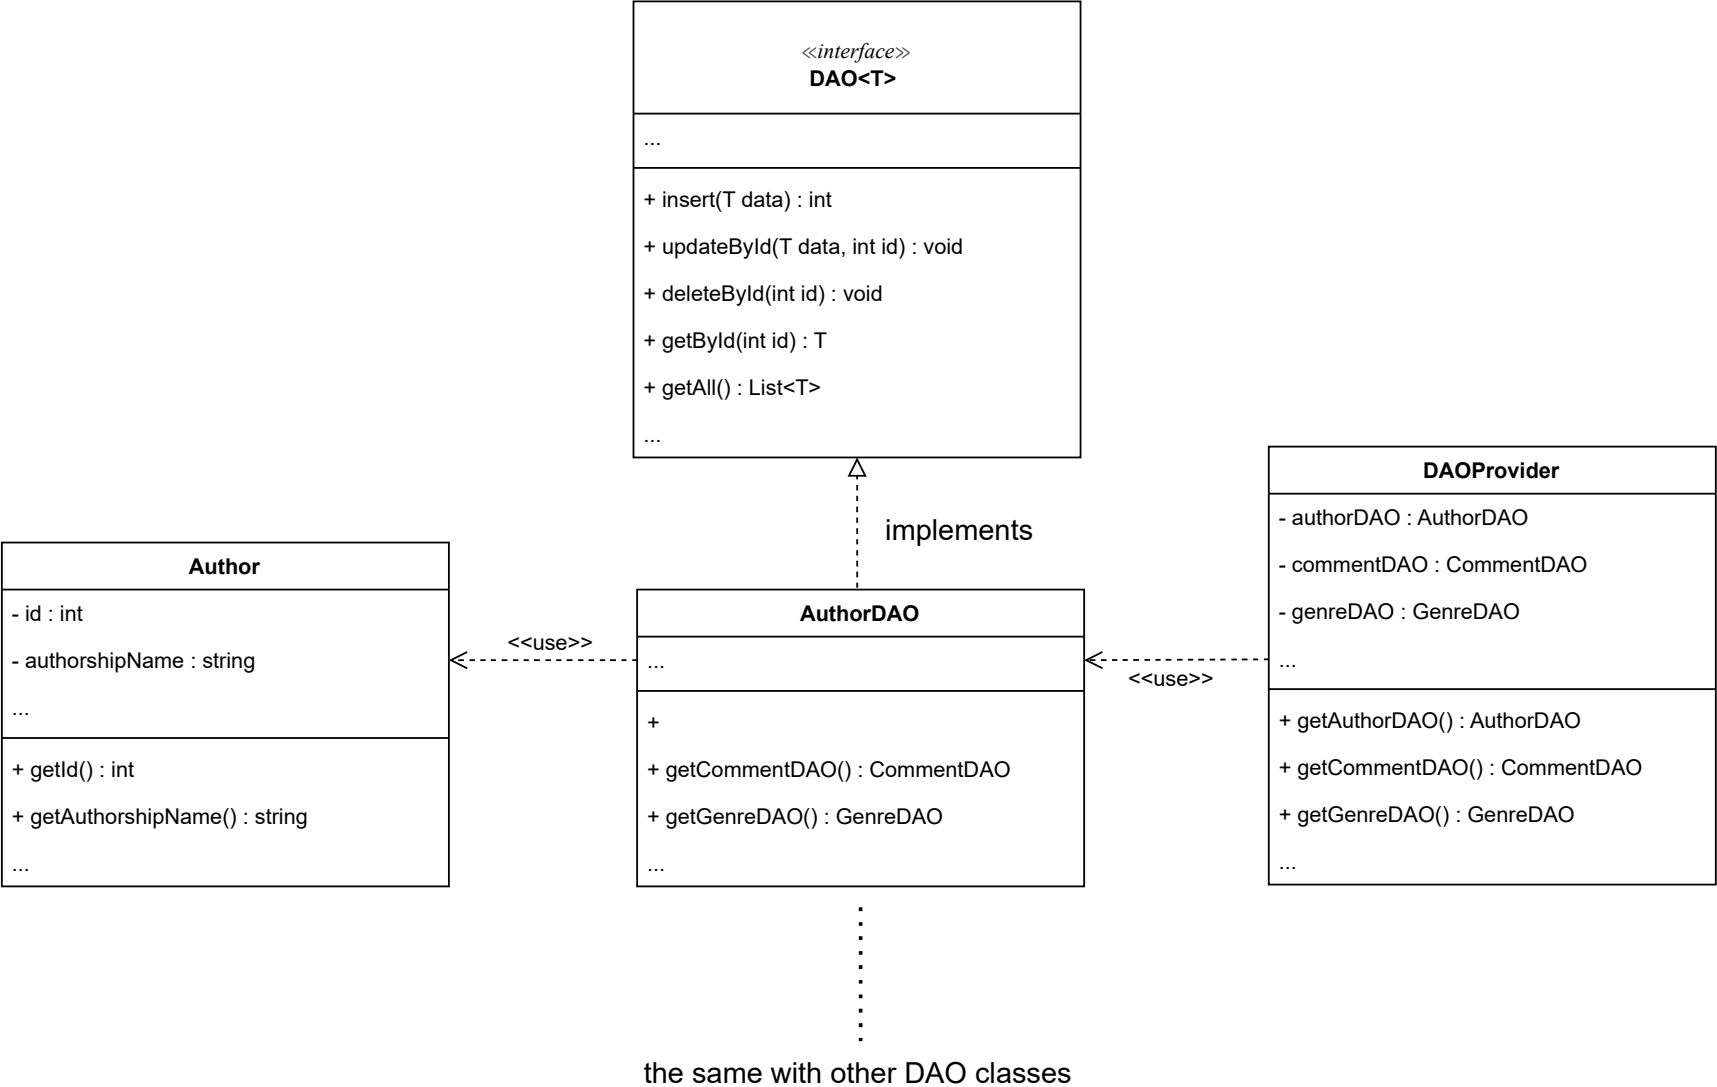 ≪interface≫
DAO<T>
...
+ insert(T data) : int
+ updateById(T data, int id) : void
+ deleteById(int id) : void
+ getById(int id) : T
+ getAll() : List<T>
...
implements
Author
- id : int
- authorshipName : string
...
+ getId() : int
+ getAuthorshipName() : string
...
<<use>>
AuthorDAO
...
+
+ getCommentDAO() : CommentDAO
+ getGenreDAO() : GenreDAO
...
<<use>>
DAOProvider
- authorDAO : AuthorDAO
- commentDAO : CommentDAO
- genreDAO : GenreDAO
...
+ getAuthorDAO() : AuthorDAO
+ getCommentDAO() : CommentDAO
+ getGenreDAO() : GenreDAO
...
the same with other DAO classes